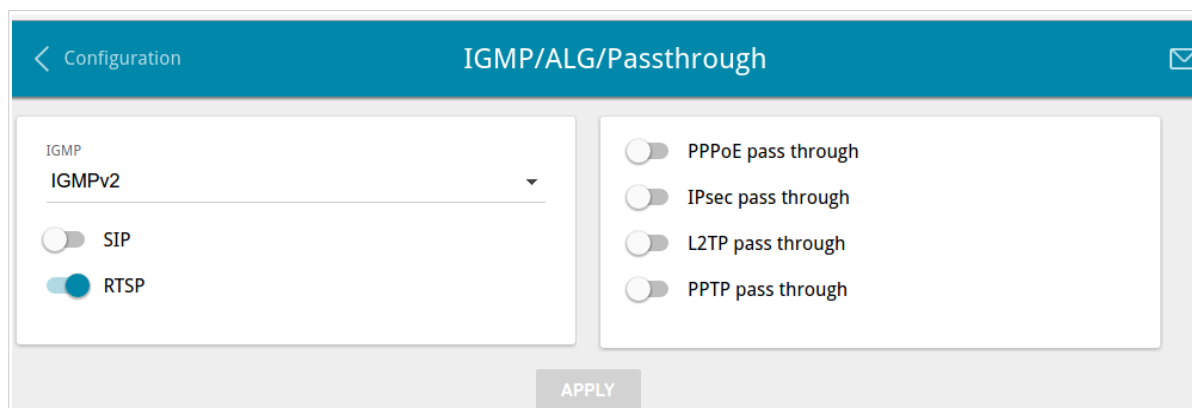 Configuration
IGMP/ALG/Passthrough
IGMP
IGMPv2
SIP
RTSP
PPPoE pass through
IPsec pass through
L2TP pass through
PPTP pass through
APPLY